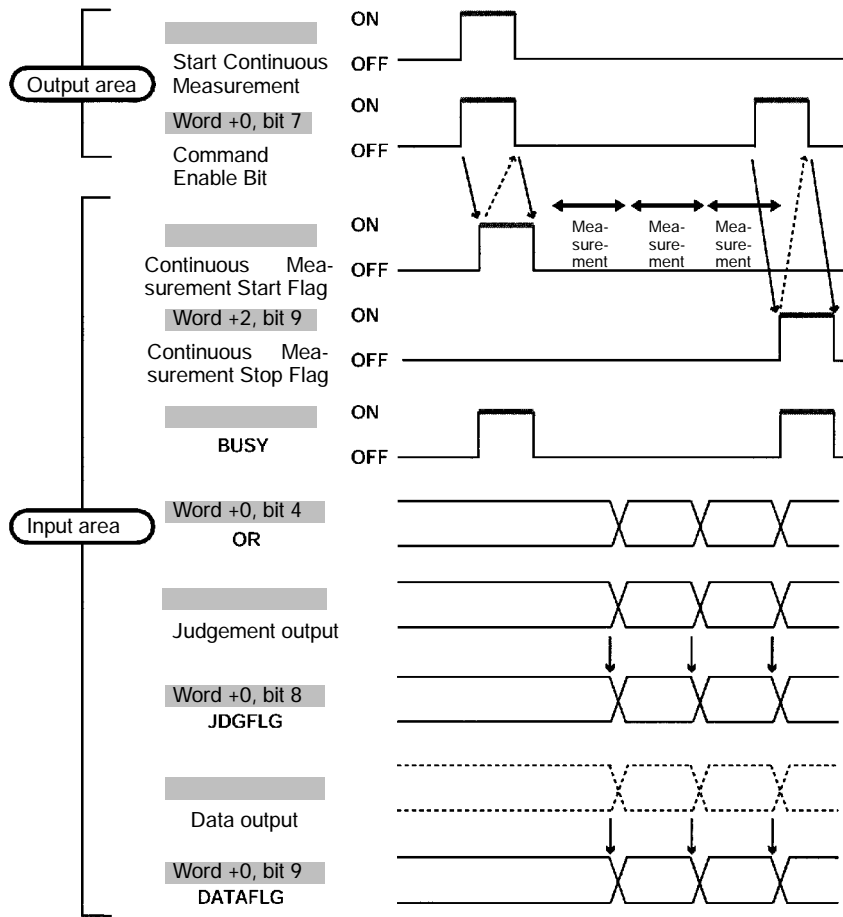 ON
Start Continuous
Measurement
OFF
Output area
Word +0, bit 7
ON
Command
Enable Bit
OFF
ON
Continuous Mea-
surement Start Flag
OFF
Mea-
sure-
ment
Mea-
sure-
ment
Mea-
sure-
ment
Word +2, bit 9
ON
Continuous Mea-
surement Stop Flag
OFF
ON
BUSY
OFF
Input area
Word +0, bit 4
OR
Judgement output
Word +0, bit 8
JDGFLG
Data output
Word +0, bit 9
DATAFLG